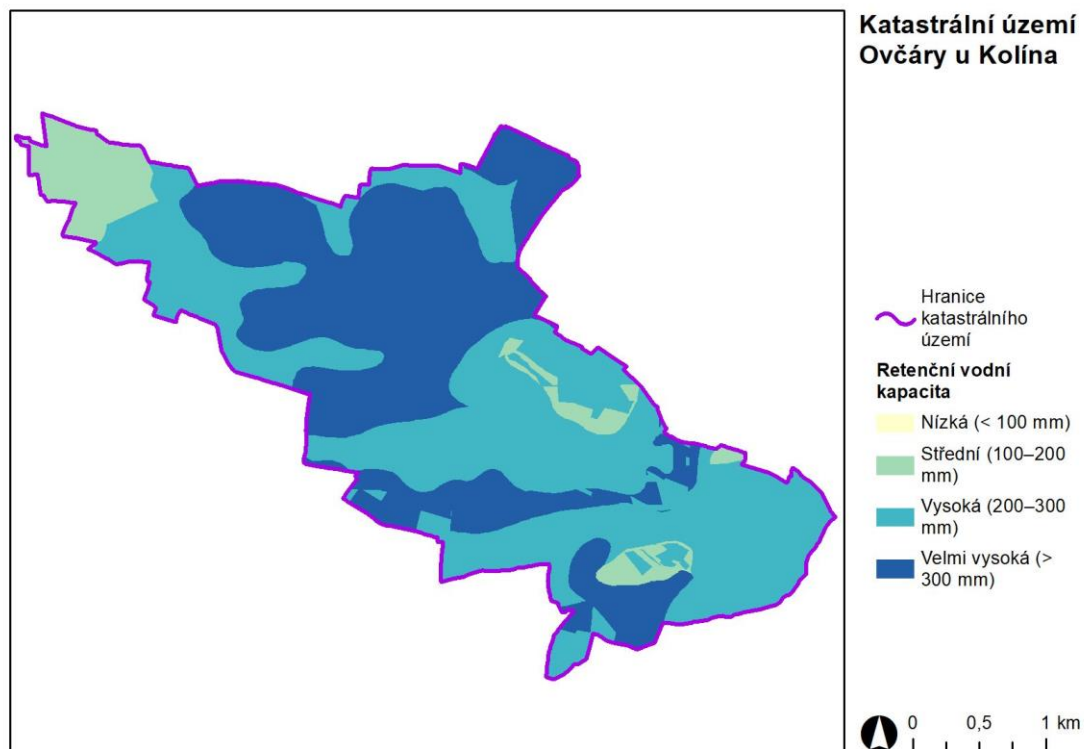 Katastrální území
Ovčáry u Kolína
Hranice
katastrálního
území
Retenční vodní
kapacita
Nízká (< 100 mm)
Střední (100–200
mm)
Vysoká (200–300
mm)
Velmi vysoká (>
300 mm)
0 0,5 1 km